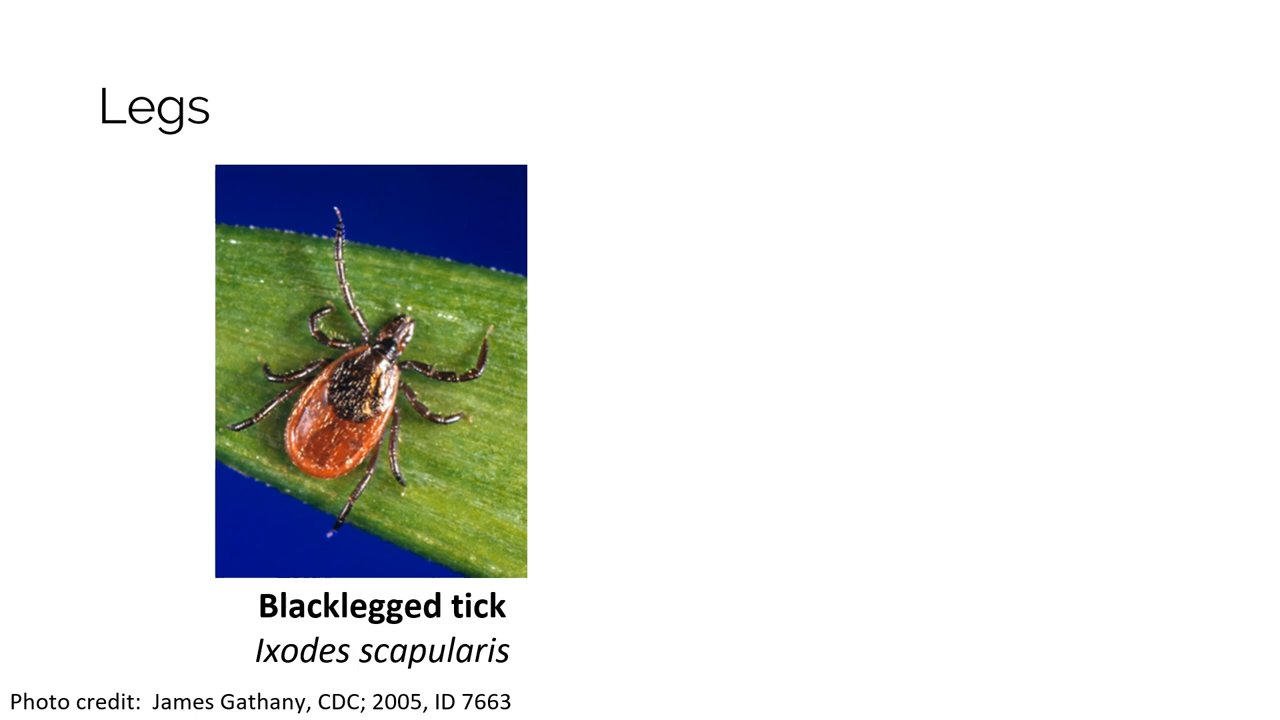 Legs
Blacklegged tick
Ixodes scapularis
Photo credit:  James Gathany, CDC; 2005, ID 7663